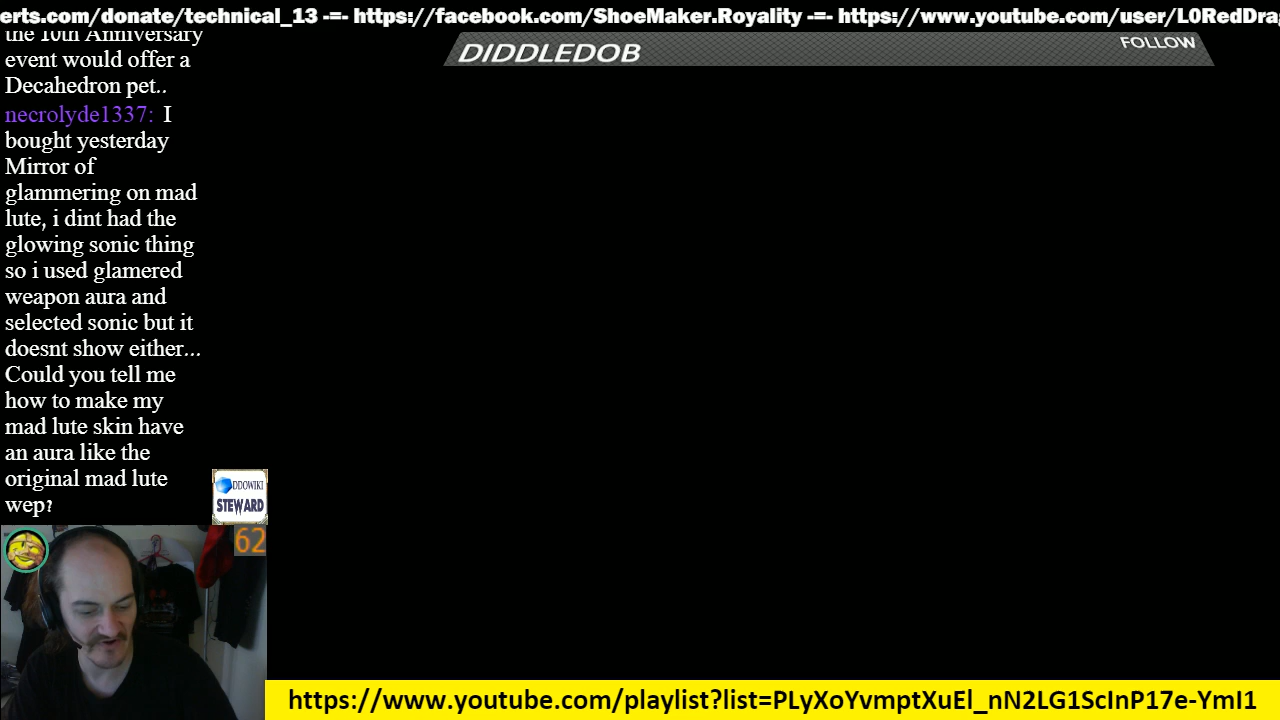 erts.com/donate/technical_13 -=- https://facebook.com/ShoeMaker.Royality -=- https://www.youtube.com/user/L0RedDrag
DIDDLEDOB
FOLLOW
the 10th Anniversary
event would offer a
Decahedron pet..
necrolyde1337: I
bought yesterday
Mirror of
glammering on mad
lute, i dint had the
glowing sonic thing
so i used glamered
weapon aura and
selected sonic but it
doesnt show either...
Could you tell me
how to make my
mad lute skin have
an aura like the
original mad lute
wep?
DDOWIKI
STEWARD
62
https://www.youtube.com/playlist?list=PLyXoYvmptXuEl_nN2LG1ScInP17e-YmI1